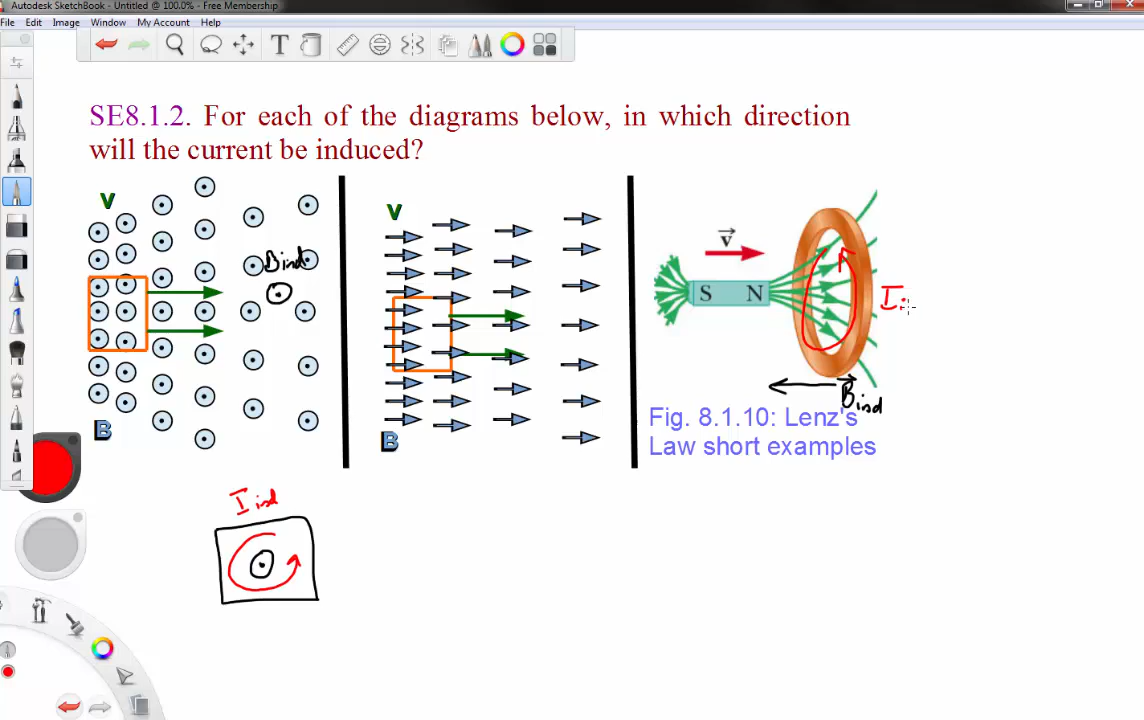 Autodesk SketchBook - Untitled @ 100.0% - Free Membership
File Edit Image Window My Account Help
T
SE8.1.2. For each of the diagrams below, in which direction
will the current be induced?
V
B
Bind
V
B
v
S N
I
Bind
Fig. 8.1.10: Lenz's
Law short examples
I ind